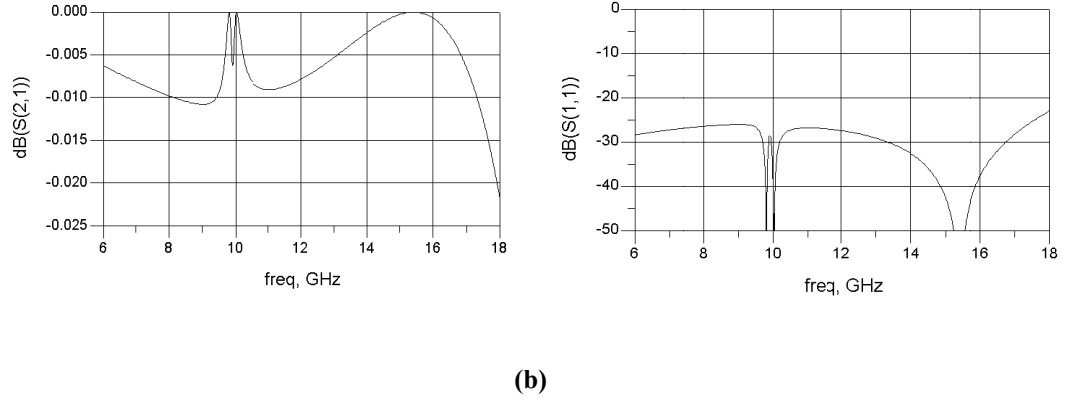 0.000
-0.005
-0.010
-0.015
-0.020
-0.025
dB(S(2,1))
6 8 10 12 14 16 18
freq, GHz
0
-10
-20
-30
-40
-50
dB(S(1,1))
6 8 10 12 14 16 18
freq, GHz
(b)